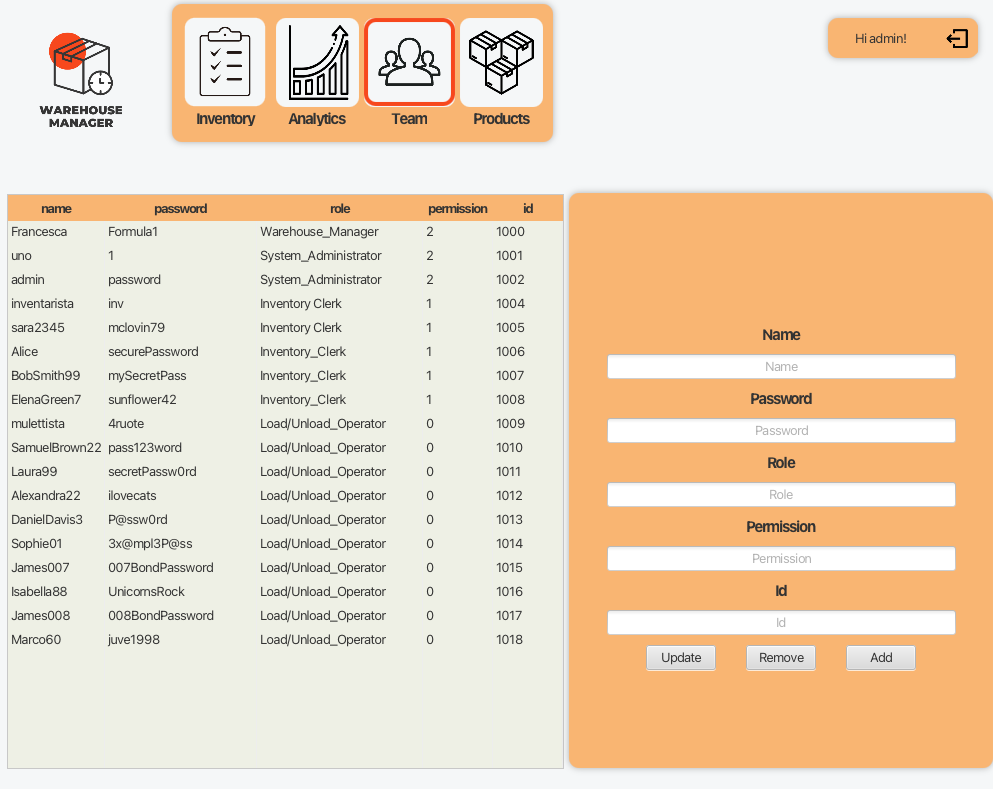 WAREHOUSE
MANAGER
Inventory Analytics Team Products
Hi admin!
name password role permission id
Francesca Formula1 Warehouse_Manager 2 1000
uno 1 System_Administrator 2 1001
admin password System_Administrator 2 1002
inventarista inv Inventory Clerk 1 1004
sara2345 mclovin79 Inventory Clerk 1 1005
Alice securePassword Inventory_Clerk 1 1006
BobSmith99 mySecretPass Inventory_Clerk 1 1007
ElenaGreen7 sunflower42 Inventory_Clerk 1 1008
mulettista 4ruote Load/Unload_Operator 0 1009
SamuelBrown22 pass123word Load/Unload_Operator 0 1010
Laura99 secretPassw0rd Load/Unload_Operator 0 1011
Alexandra22 ilovecats Load/Unload_Operator 0 1012
DanielDavis3 P@ssw0rd Load/Unload_Operator 0 1013
Sophie01 3x@mpl3P@ss Load/Unload_Operator 0 1014
James007 007BondPassword Load/Unload_Operator 0 1015
Isabella88 UnicornsRock Load/Unload_Operator 0 1016
James008 008BondPassword Load/Unload_Operator 0 1017
Marco60 juve1998 Load/Unload_Operator 0 1018
Name
Name
Password
Password
Role
Role
Permission
Permission
Id
Id
Update Remove Add